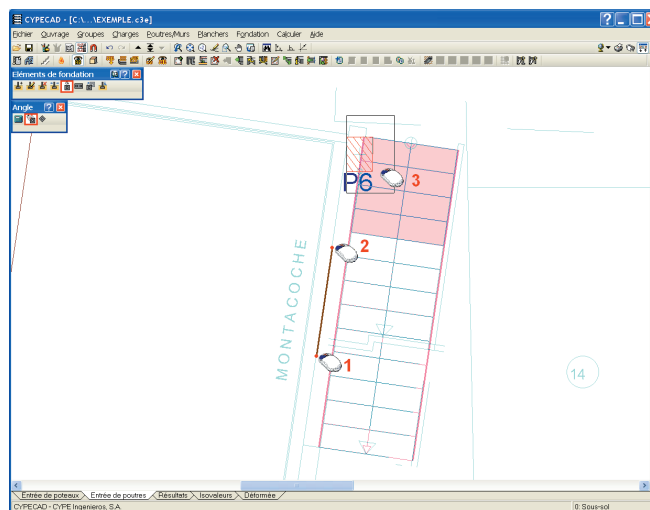 CYPECAD - [C:\...\EXEMPLE.c3e]
Fichier Ouvrage Groupes Charges Poutres/Murs Planchers Fondation Calculer Aide
Eléments de fondation
Angle
P6
3
2
MONTACOCHE
1
14
Entrée de poteaux Entrée de poutres Résultats Isovaleurs Déformée
CYPECAD - CYPE Ingenieros, S.A. 0: Sous-sol